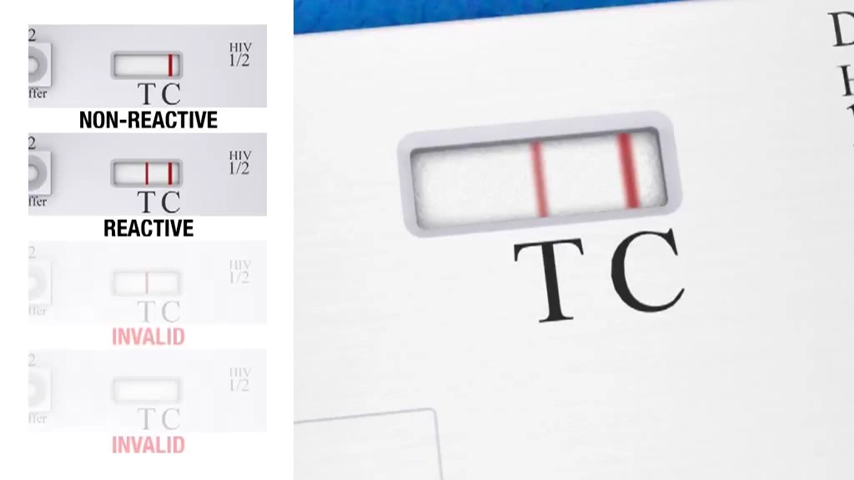 2
HIV
1/2
ffer
T C
NON-REACTIVE
2
HIV
1/2
ffer
T C
REACTIVE
2
HIV
1/2
ffer
T C
INVALID
2
HIV
1/2
ffer
T C
INVALID
T C